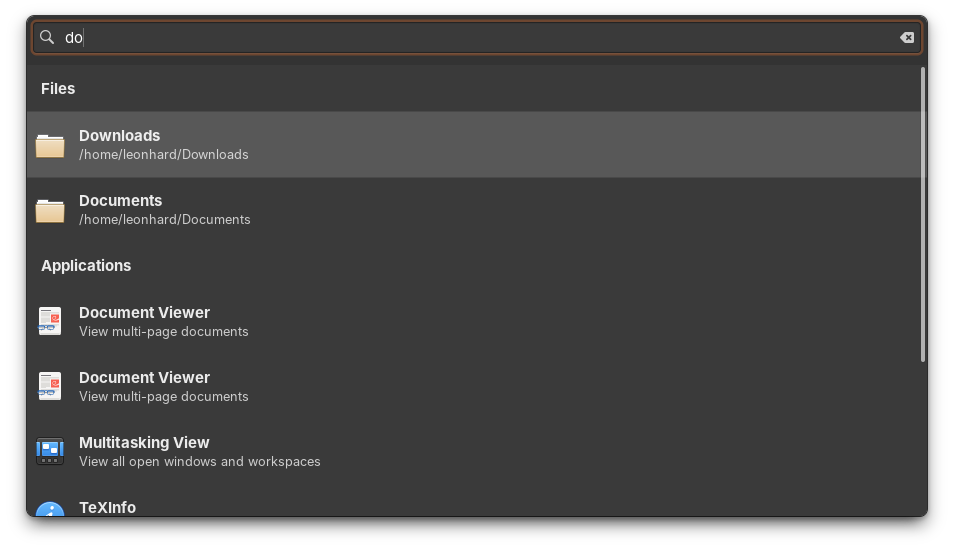 do
Files
Downloads
/home/leonhard/Downloads
Documents
/home/leonhard/Documents
Applications
Document Viewer
View multi-page documents
Document Viewer
View multi-page documents
Multitasking View
View all open windows and workspaces
TeXInfo